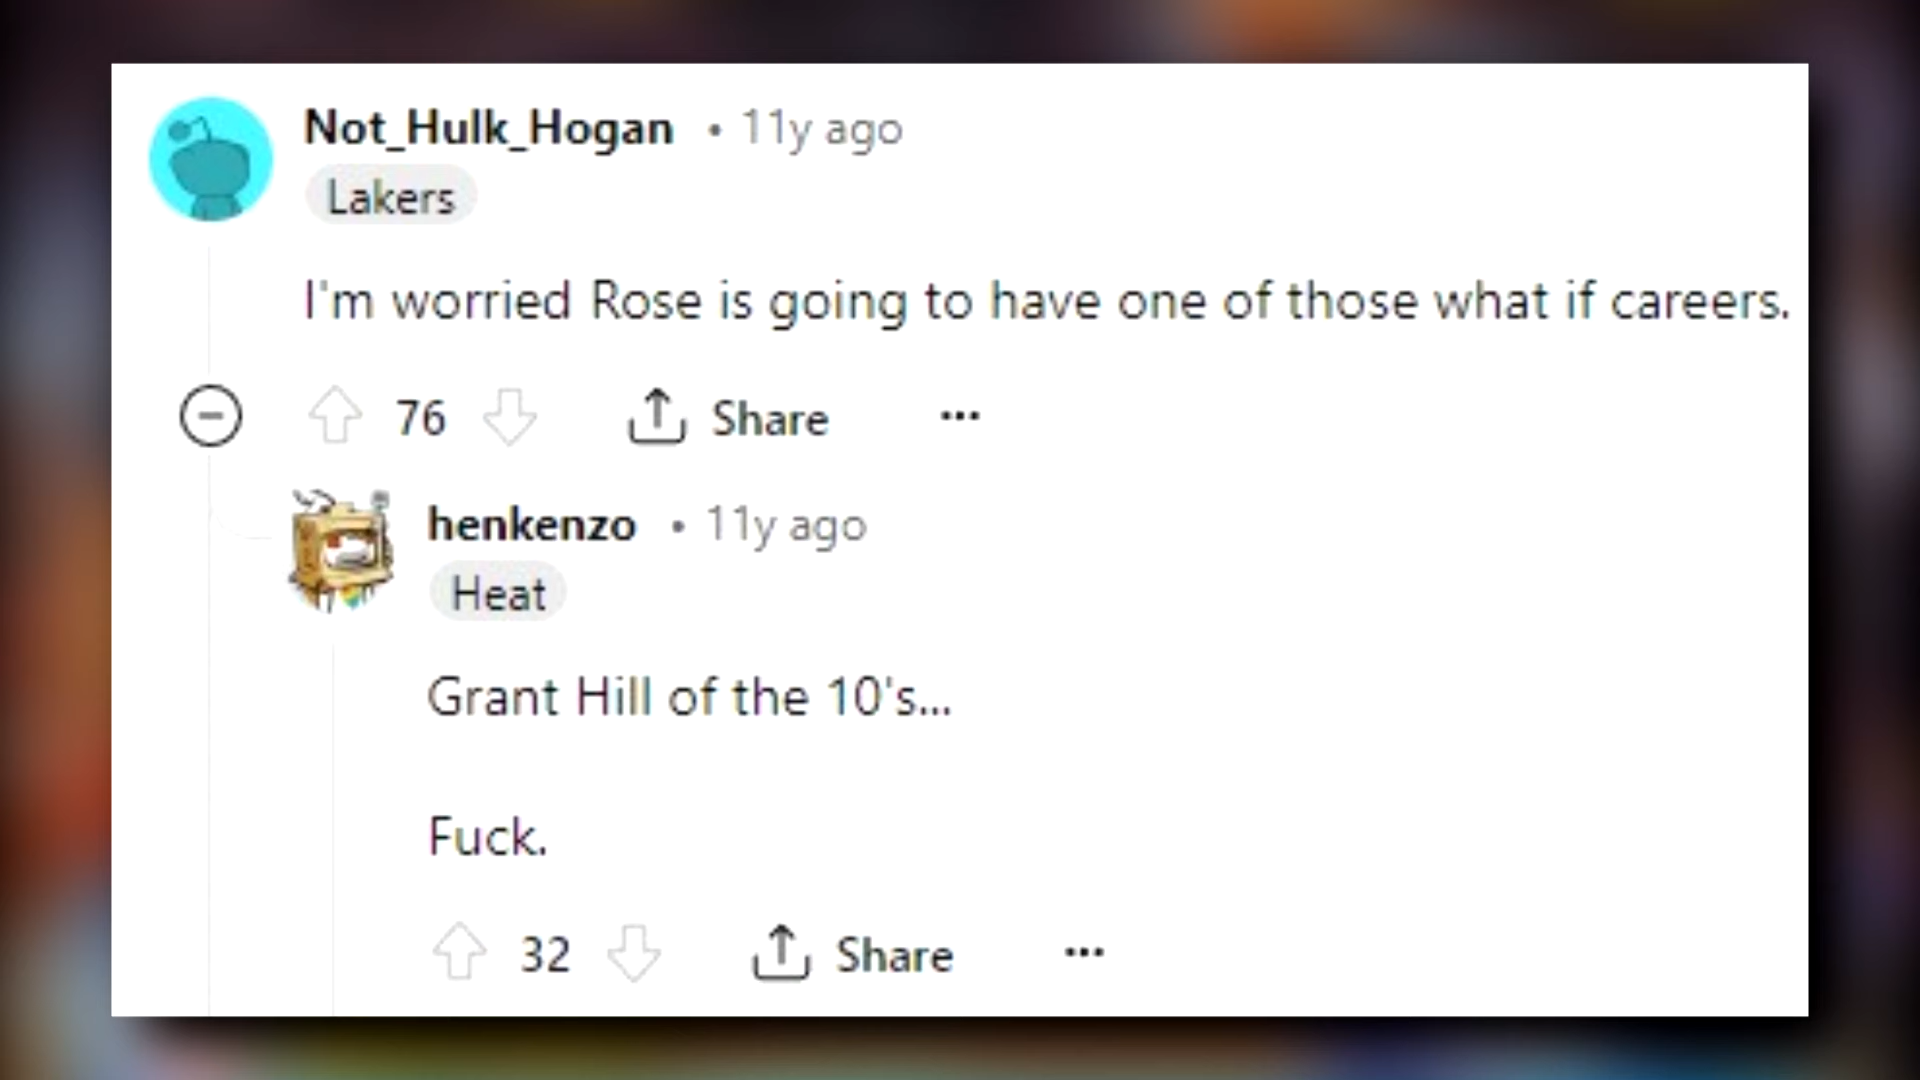 Not_Hulk_Hogan • 11y ago
Lakers
I'm worried Rose is going to have one of those what if careers.
76 Share ...
henkenzo • 11y ago
Heat
Grant Hill of the 10's...
Fuck.
32 Share ...